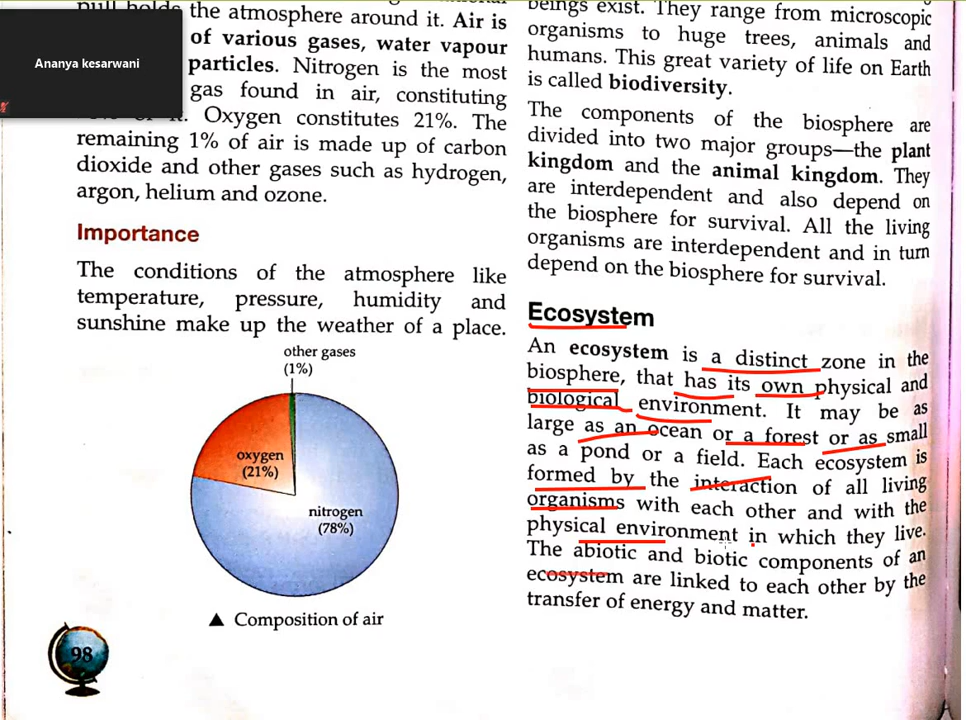 Ananya kesarwani
the atmosphere around it. Air is
of various gases, water vapour
particles. Nitrogen is the most
gas found in air, constituting
Oxygen constitutes 21%. The
remaining 1% of air is made up of carbon
dioxide and other gases such as hydrogen,
argon, helium and ozone.
Importance
The conditions of the atmosphere like
temperature, pressure, humidity and
sunshine make up the weather of a place.
other gases
(1%)
oxygen
(21%)
nitrogen
(78%)
▲ Composition of air
98
beings exist. They range from microscopic
organisms to huge trees, animals and
humans. This great variety of life on Earth
is called biodiversity.
The components of the biosphere are
divided into two major groups—the plant
kingdom and the animal kingdom. They
are interdependent and also depend on
the biosphere for survival. All the living
organisms are interdependent and in turn
depend on the biosphere for survival.
Ecosystem
An ecosystem is a distinct zone in the
biosphere, that has its own physical and
biological environment. It may be as
large as an ocean or a forest or as small
as a pond or a field. Each ecosystem is
formed by the interaction of all living
organisms with each other and with the
physical environment in which they live.
The abiotic and biotic components of an
ecosystem are linked to each other by the
transfer of energy and matter.